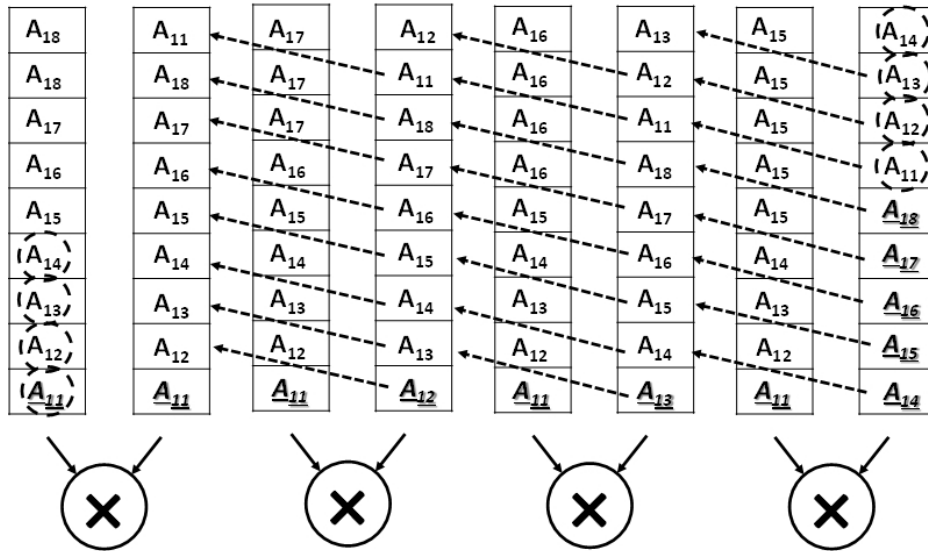 A18 A11 A17 A12 A16 A13 A15 A14
A18 A18 A17 A11 A16 A12 A15 A13
A17 A17 A17 A18 A16 A11 A15 A12
A16 A16 A16 A17 A16 A18 A15 A11
A15 A15 A15 A16 A15 A17 A15 A18
A14 A14 A14 A15 A14 A16 A14 A17
A13 A13 A13 A14 A13 A15 A13 A16
A12 A12 A12 A13 A12 A14 A12 A15
A11 A11 A11 A12 A11 A13 A11 A14